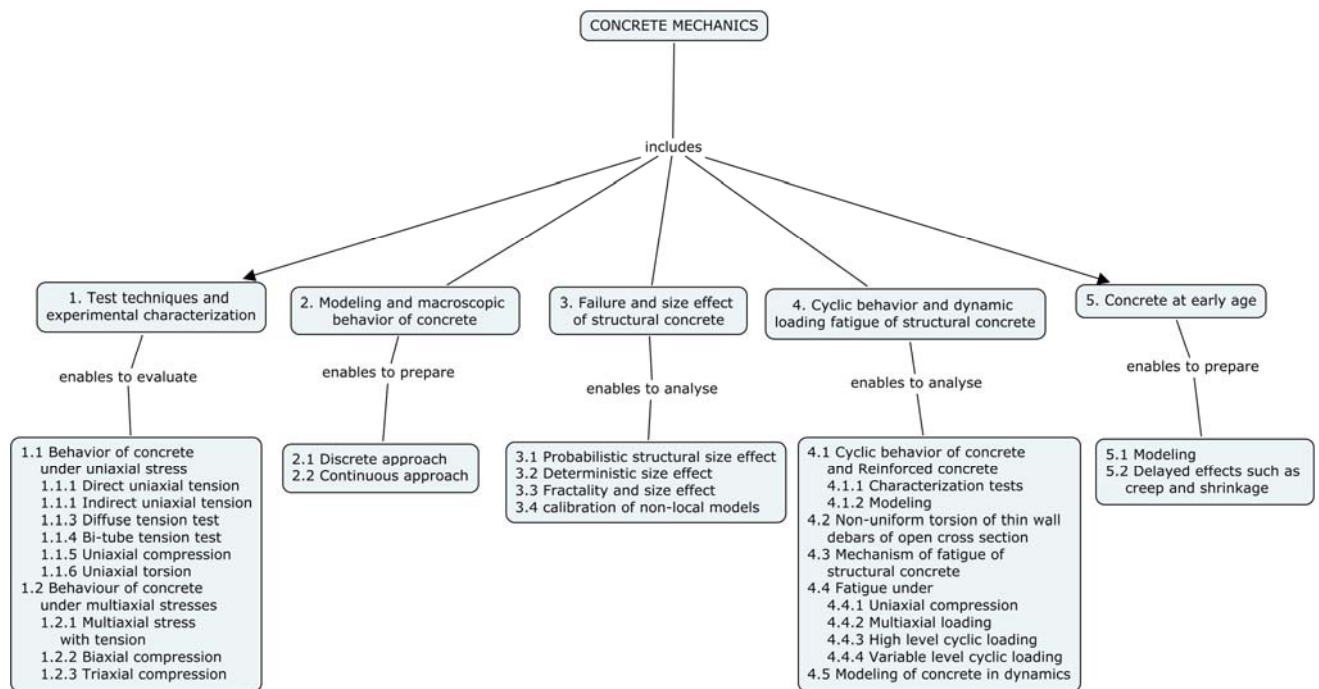 CONCRETE MECHANICS
includes
1. Test techniques and
experimental characterization
2. Modeling and macroscopic
behavior of concrete
3. Failure and size effect
of structural concrete
4. Cyclic behavior and dynamic
loading fatigue of structural concrete
5. Concrete at early age
enables to evaluate
enables to prepare
enables to analyse
enables to analyse
enables to prepare
1.1 Behavior of concrete
under uniaxial stress
1.1.1 Direct uniaxial tension
1.1.1 Indirect uniaxial tension
1.1.3 Diffuse tension test
1.1.4 Bi-tube tension test
1.1.5 Uniaxial compression
1.1.6 Uniaxial torsion
1.2 Behaviour of concrete
under multiaxial stresses
1.2.1 Multiaxial stress
with tension
1.2.2 Biaxial compression
1.2.3 Triaxial compression
2.1 Discrete approach
2.2 Continuous approach
3.1 Probabilistic structural size effect
3.2 Deterministic size effect
3.3 Fractality and size effect
3.4 calibration of non-local models
4.1 Cyclic behavior of concrete
and Reinforced concrete
4.1.1 Characterization tests
4.1.2 Modeling
4.2 Non-uniform torsion of thin wall
debars of open cross section
4.3 Mechanism of fatigue of
structural concrete
4.4 Fatigue under
4.4.1 Uniaxial compression
4.4.2 Multiaxial loading
4.4.3 High level cyclic loading
4.4.4 Variable level cyclic loading
4.5 Modeling of concrete in dynamics
5.1 Modeling
5.2 Delayed effects such as
creep and shrinkage